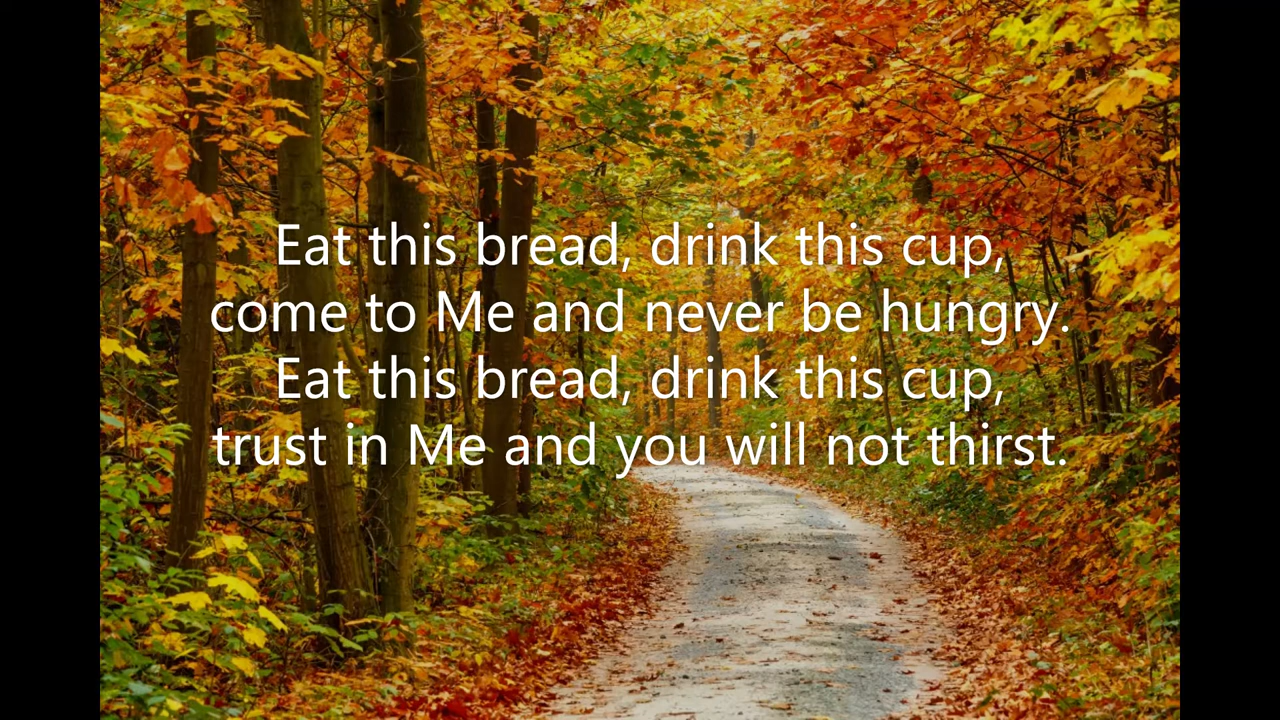 Eat this bread, drink this cup,
come to Me and never be hungry.
Eat this bread, drink this cup,
trust in Me and you will not thirst.